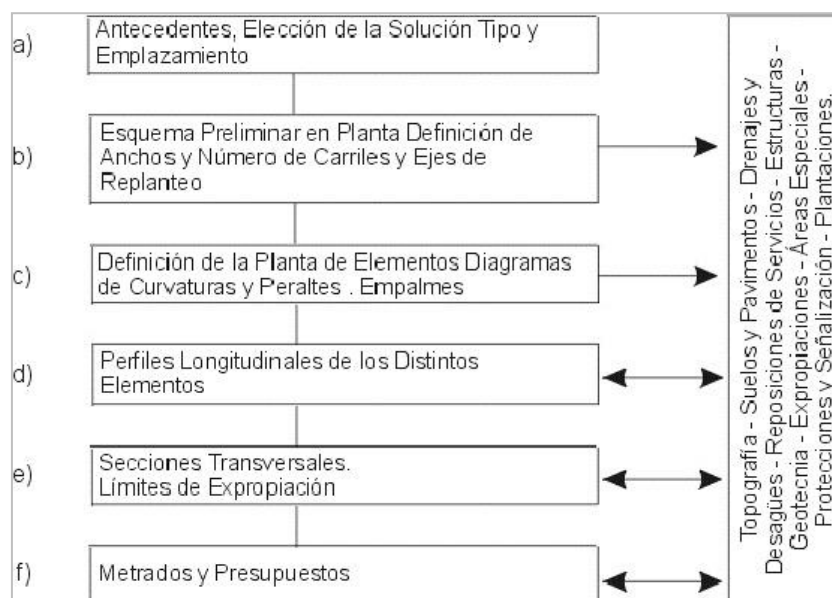 a)
Antecedentes, Elección de la Solución Tipo y
Emplazamiento
b)
Esquema Preliminar en Planta Definición de
Anchos y Número de Carriles y Ejes de
Replanteo
c)
Definición de la Planta de Elementos Diagramas
de Curvaturas y Peraltes . Empalmes
d)
Perfiles Longitudinales de los Distintos
Elementos
e)
Secciones Transversales.
Límites de Expropiación
f)
Metrados y Presupuestos
Topografía - Suelos y Pavimentos - Drenajes y
Desagües - Reposiciones de Servicios - Estructuras -
Geotecnia - Expropiaciones - Áreas Especiales -
Protecciones y Señalización - Plantaciones.